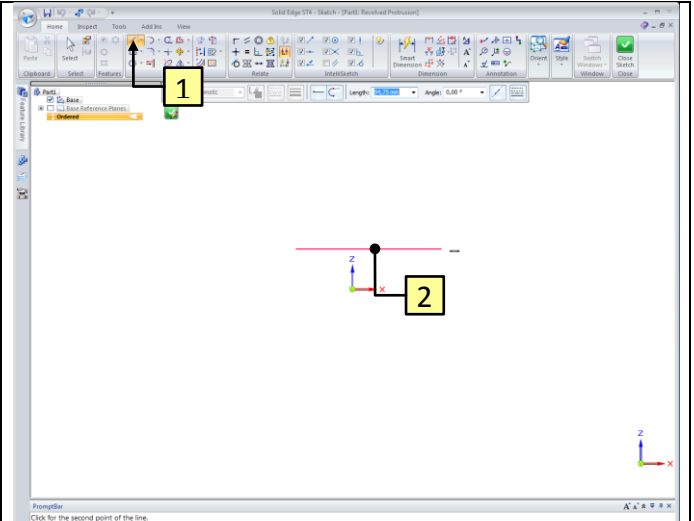 Solid Edge ST4 - Sketch - [Part1: Revolved Protrusion]
Home Inspect Tools Add Ins View
Paste Select Smart Dimension Orient Style Switch Windows Close Sketch
Clipboard Select Features Relate IntelliSketch Dimension Annotation Window Close
1
Part1
Length: Angle: 0,00 °
Base
Base Reference Planes
Ordered
Feature Library
Z
X
2
Z
X
PromptBar
Click for the second point of the line.